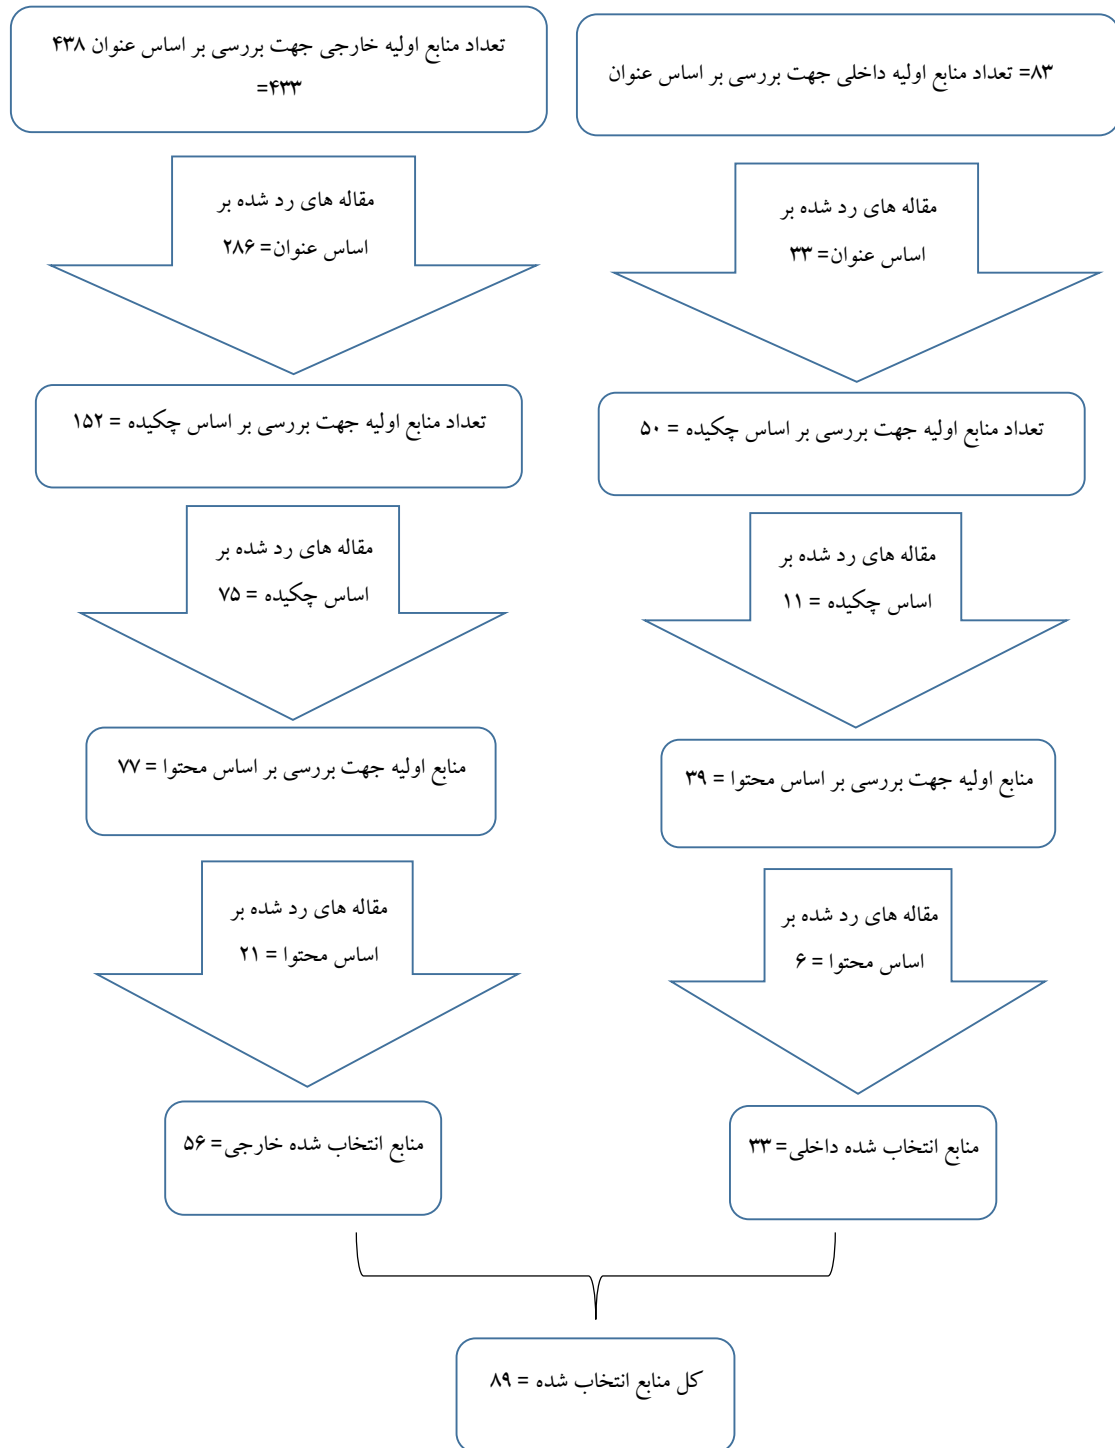 =۸۳ تعداد منابع اولیه داخلی جهت بررسی بر اساس عنوان
تعداد منابع اولیه خارجی جهت بررسی بر اساس عنوان ۴۳۸
=۴۳۳
مقاله های رد شده بر
اساس عنوان= ۳۳
مقاله های رد شده بر
اساس عنوان= ۲۸۶
تعداد منابع اولیه جهت بررسی بر اساس چکیده = ۵۰
تعداد منابع اولیه جهت بررسی بر اساس چکیده = ۱۵۲
مقاله های رد شده بر
اساس چکیده = ۱۱
مقاله های رد شده بر
اساس چکیده = ۷۵
منابع اولیه جهت بررسی بر اساس محتوا = ۳۹
منابع اولیه جهت بررسی بر اساس محتوا = ۷۷
مقاله های رد شده بر
اساس محتوا = ۶
مقاله های رد شده بر
اساس محتوا = ۲۱
منابع انتخاب شده داخلی= ۳۳
منابع انتخاب شده خارجی= ۵۶
کل منابع انتخاب شده = ۸۹